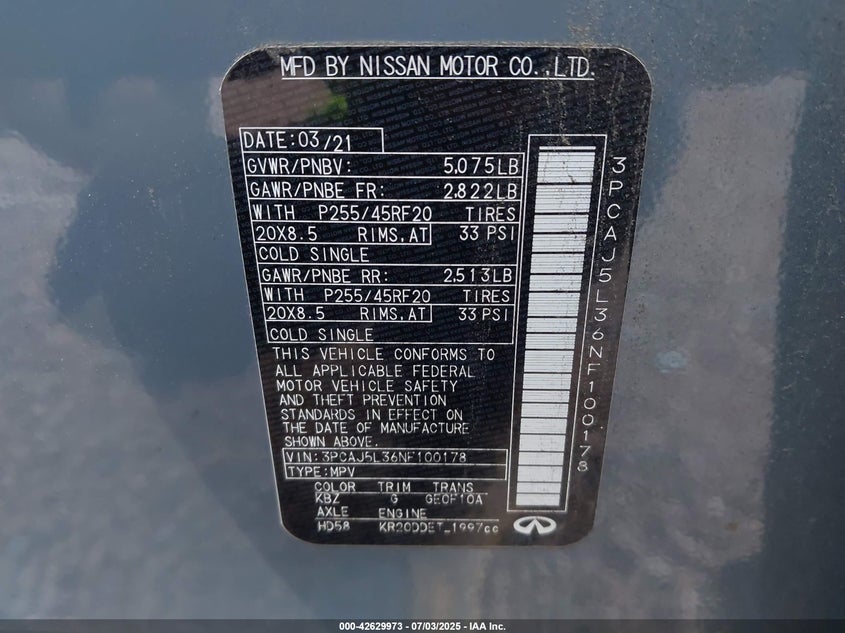 MFD BY NISSAN MOTOR CO.,LTD.
DATE:03/21
GVWR/PNBV: 5,075LB
GAWR/PNBE FR: 2,822LB
WITH P255/45RF20 TIRES
20X8.5 RIMS,AT 33 PSI
COLD SINGLE
GAWR/PNBE RR: 2,513LB
WITH P255/45RF20 TIRES
20X8.5 RIMS,AT 33 PSI
COLD SINGLE
THIS VEHICLE CONFORMS TO
ALL APPLICABLE FEDERAL
MOTOR VEHICLE SAFETY
AND THEFT PREVENTION
STANDARDS IN EFFECT ON
THE DATE OF MANUFACTURE
SHOWN ABOVE.
VIN:3PCAJ5L36NF100178
TYPE:MPV
COLOR TRIM TRANS
KBZ G GE0F10A
AXLE ENGINE
HD58 KR20DDET 1997cc
3PCAJ5L36NF100178
000-42629973 - 07/03/2025 - IAA Inc.